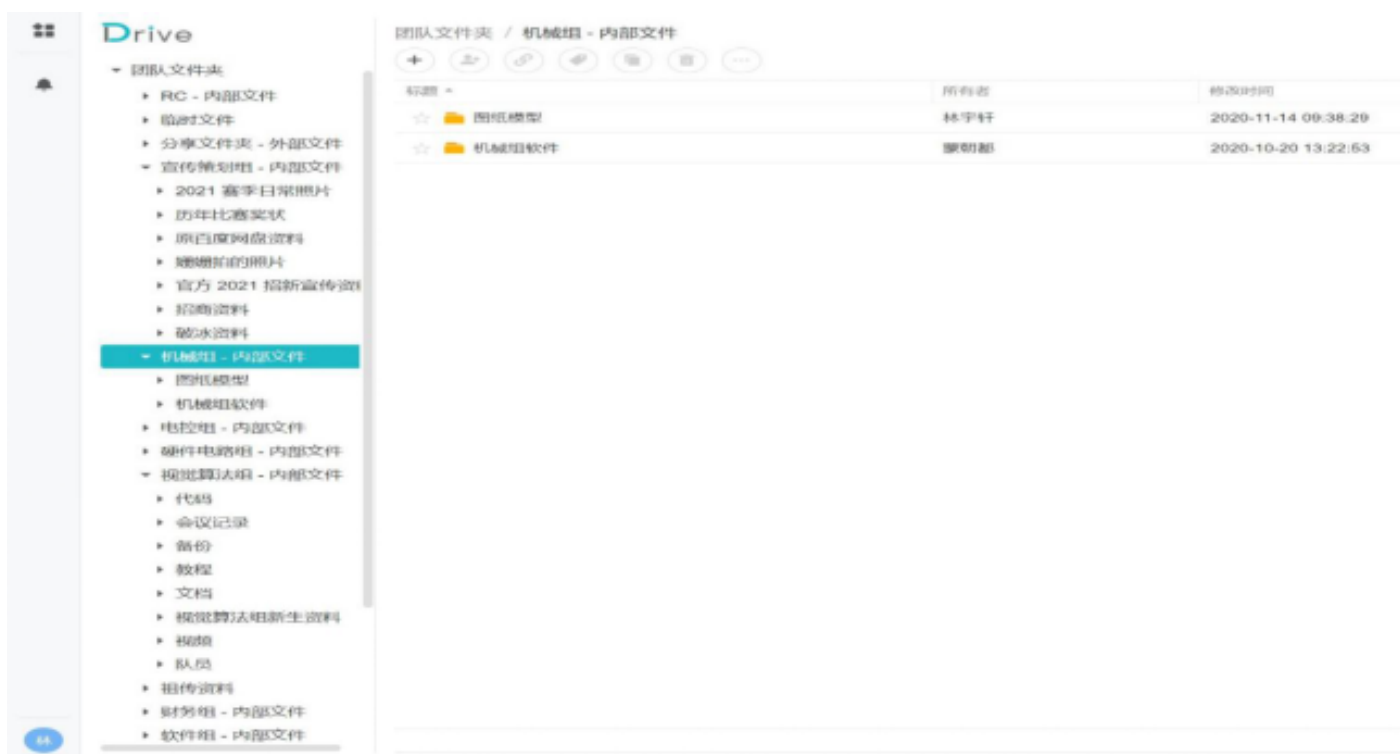 Drive
团队文件夹
RC - 内部文件
临时文件
分享文件夹 - 外部文件
宣传策划组 - 内部文件
2021 赛季日常照片
历年比赛奖状
原百度网盘资料
姗姗拍的照片
官方 2021 招新宣传资料
招商资料
破冰资料
机械组 - 内部文件
图纸模型
机械组软件
电控组 - 内部文件
硬件电路组 - 内部文件
视觉算法组 - 内部文件
代码
会议记录
备份
教程
文档
视觉算法组新生资料
视频
队员
祖传资料
财务组 - 内部文件
软件组 - 内部文件
林
团队文件夹 / 机械组 - 内部文件
标题 所有者 修改时间
图纸模型 林宇轩 2020-11-14 09:38:29
机械组软件 蒙朝都 2020-10-20 13:22:53